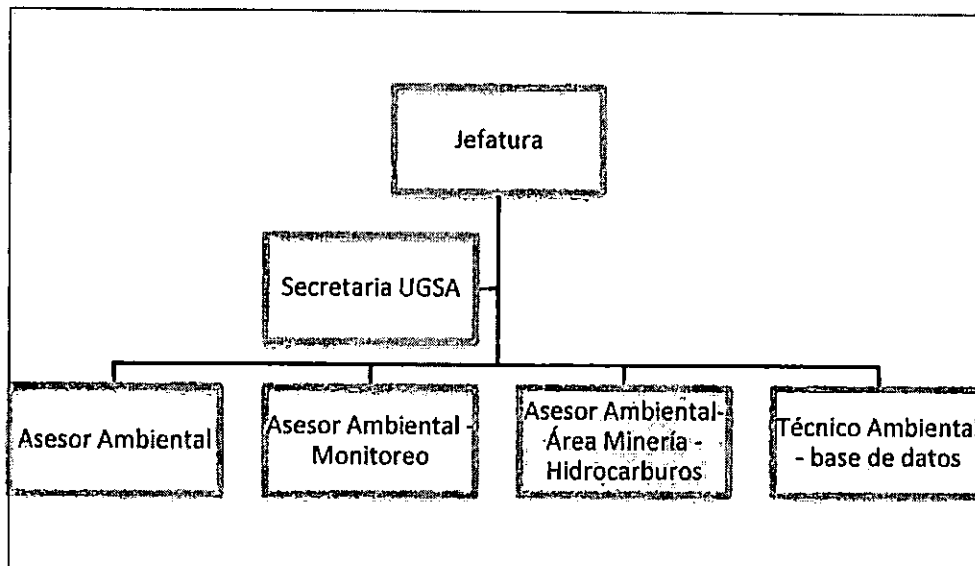 Jefatura
Secretaria UGSA
Asesor Ambiental
Asesor Ambiental -
Monitoreo
Asesor Ambiental-
Área Minería -
Hidrocarburos
Técnico Ambiental
- base de datos